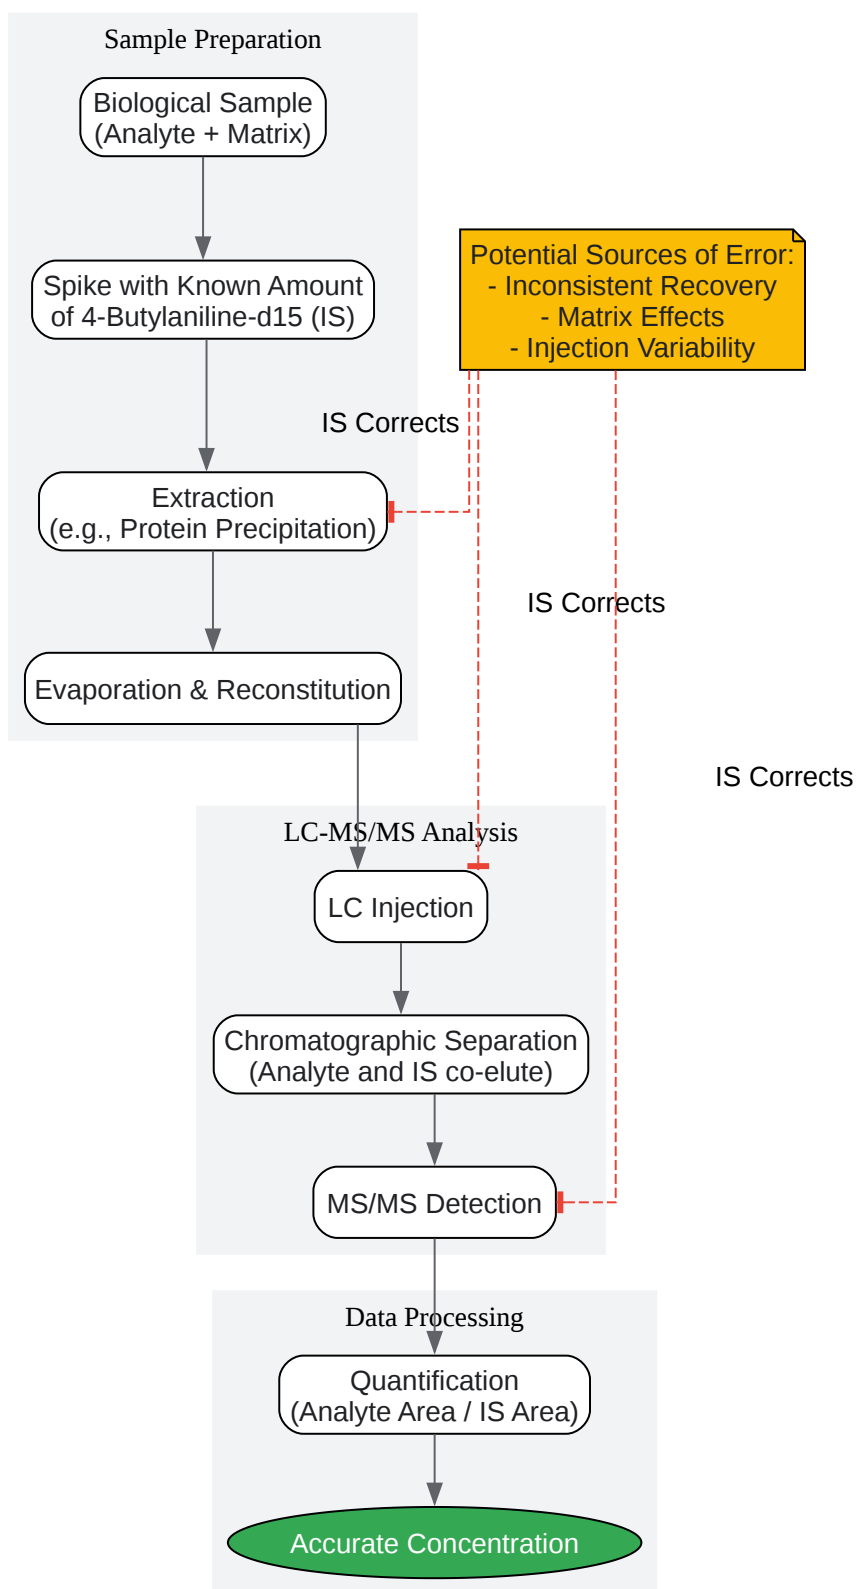 Sample Preparation
Biological Sample
(Analyte + Matrix)
Spike with Known Amount
of 4-Butylaniline-d15 (IS)
Potential Sources of Error:
- Inconsistent Recovery
- Matrix Effects
- Injection Variability
IS Corrects
Extraction
(e.g., Protein Precipitation)
IS Corrects
Evaporation & Reconstitution
IS Corrects
LC-MS/MS Analysis
LC Injection
Chromatographic Separation
(Analyte and IS co-elute)
MS/MS Detection
Data Processing
Quantification
(Analyte Area / IS Area)
Accurate Concentration